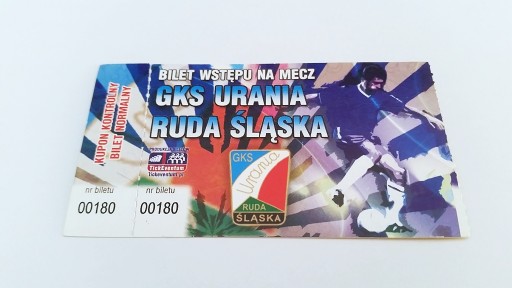 KUPON KONTROLNY
BILET NORMALNY
nr biletu
00180
BILET WSTĘPU NA MECZ
GKS URANIA
RUDA ŚLĄSKA
TickEventum
nr biletu
00180
GKS
Urania
RUDA
ŚLĄSKA